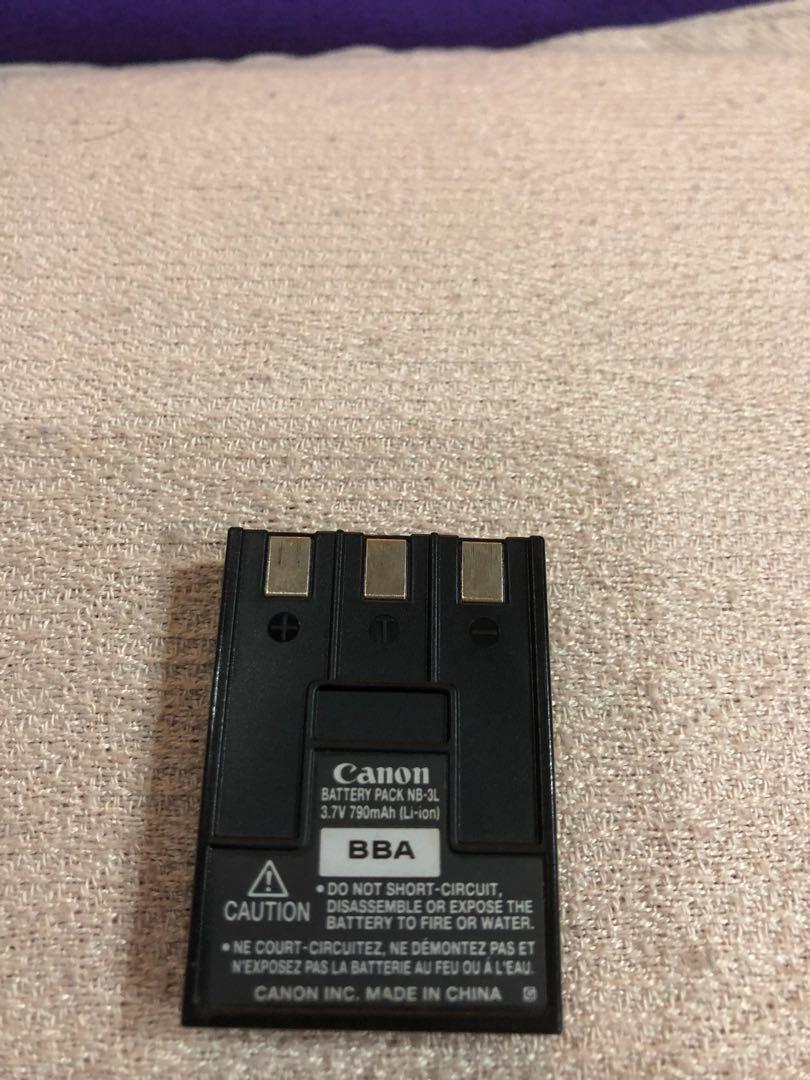 + T −
Canon
BATTERY PACK NB-3L
3.7V 790mAh (Li-ion)
BBA
CAUTION
• DO NOT SHORT-CIRCUIT,
DISASSEMBLE OR EXPOSE THE
BATTERY TO FIRE OR WATER.
• NE COURT-CIRCUITEZ, NE DÉMONTEZ PAS ET
N'EXPOSEZ PAS LA BATTERIE AU FEU OU À L'EAU.
CANON INC. MADE IN CHINA